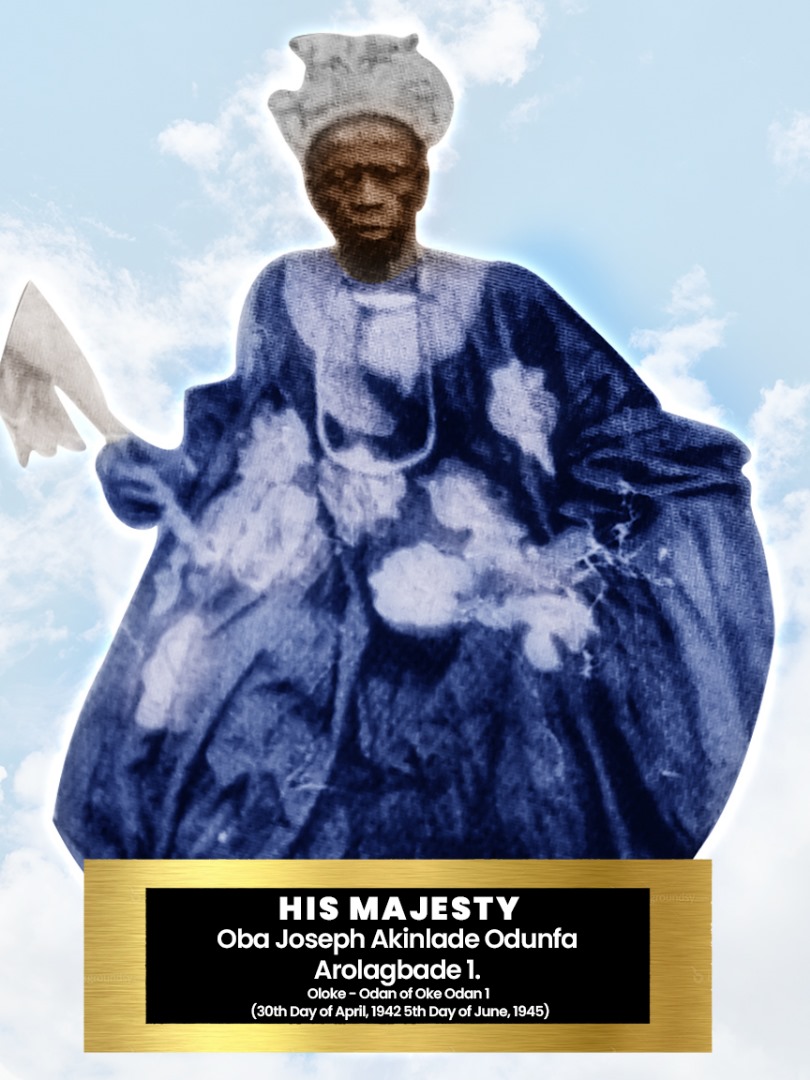 HIS MAJESTY
Oba Joseph Akinlade Odunfa
Arolagbade 1.
Oloke - Odan of Oke Odan 1
(30th Day of April, 1942 5th Day of June, 1945)